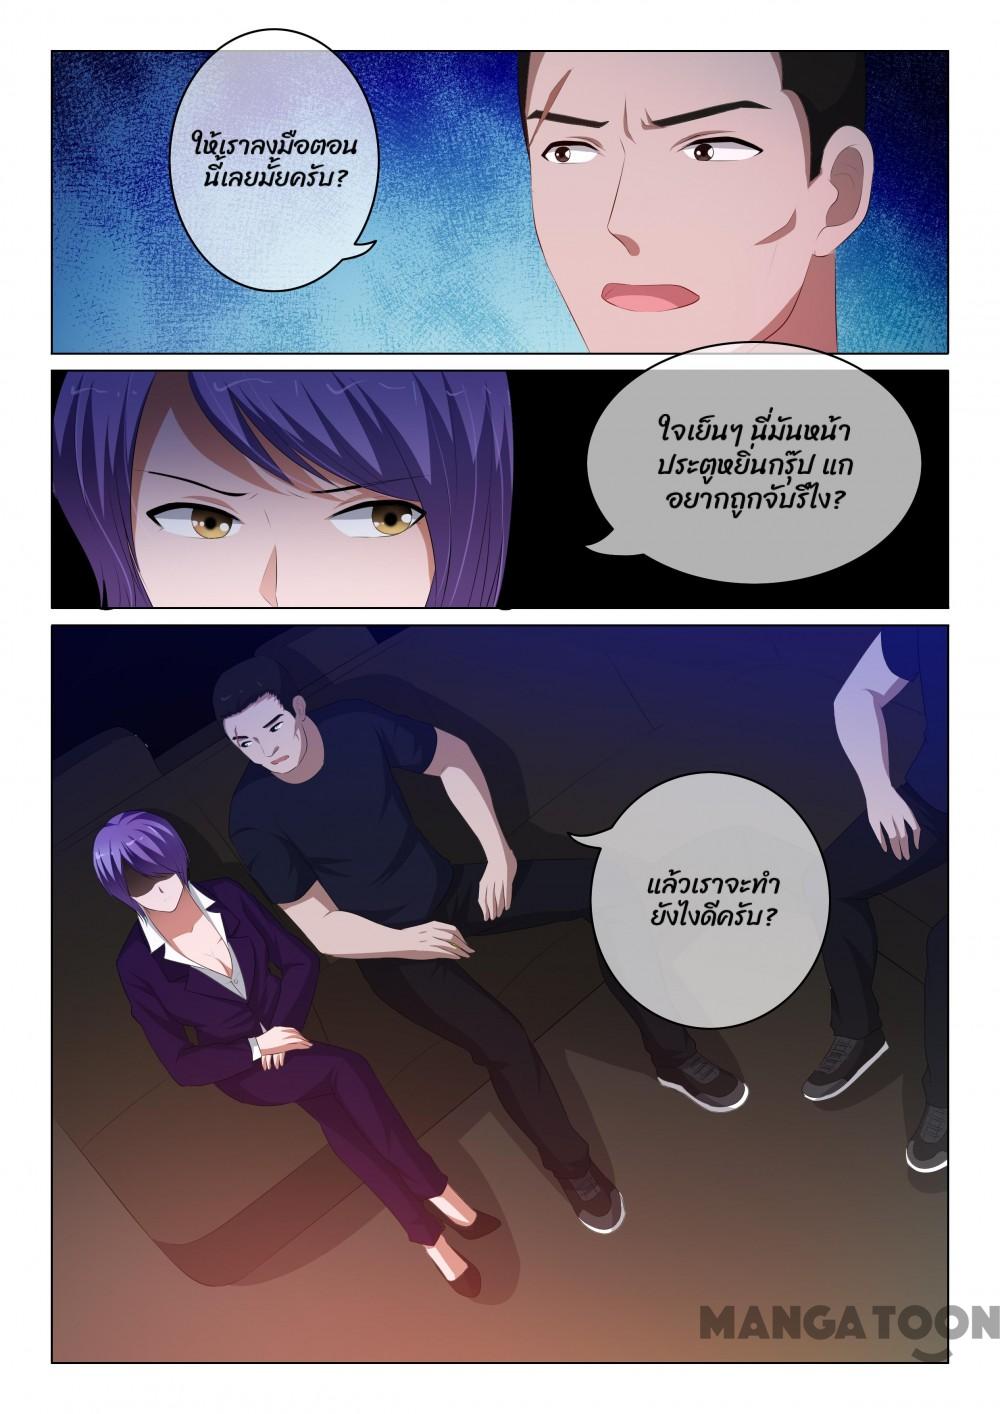 ให้เราลงมือตอน
นี้เลยมั้ยครับ?
ใจเย็นๆ นี่มันหน้า
ประตูหยิ่นกรุ๊ป แก
อยากถูกจับรึไง?
แล้วเราจะทำ
ยังไงดีครับ?
MANGATOON